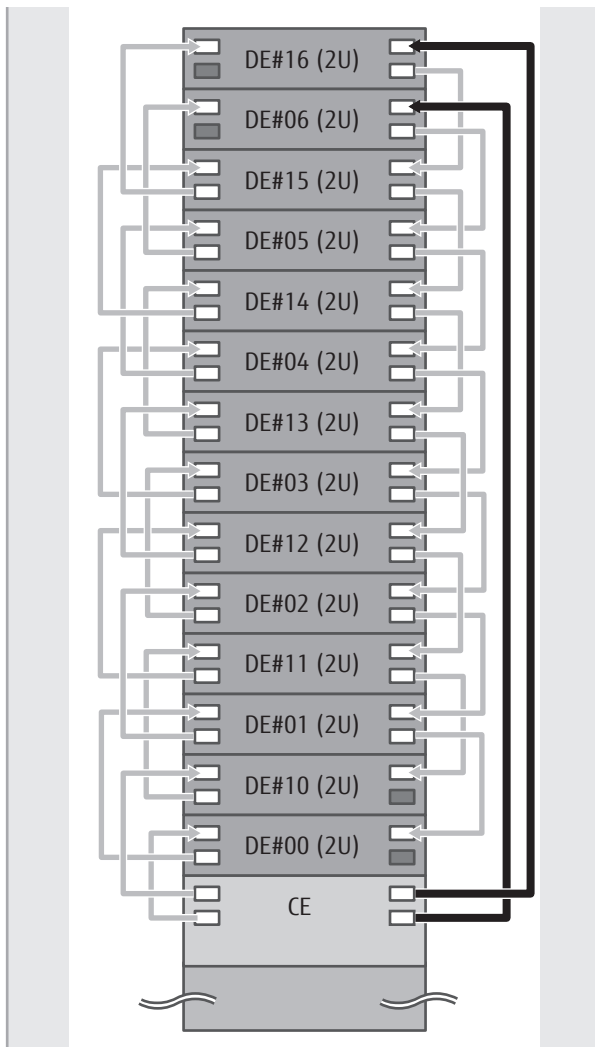 DE#16 (2U)
DE#06 (2U)
DE#15 (2U)
DE#05 (2U)
DE#14 (2U)
DE#04 (2U)
DE#13 (2U)
DE#03 (2U)
DE#12 (2U)
DE#02 (2U)
DE#11 (2U)
DE#01 (2U)
DE#10 (2U)
DE#00 (2U)
CE